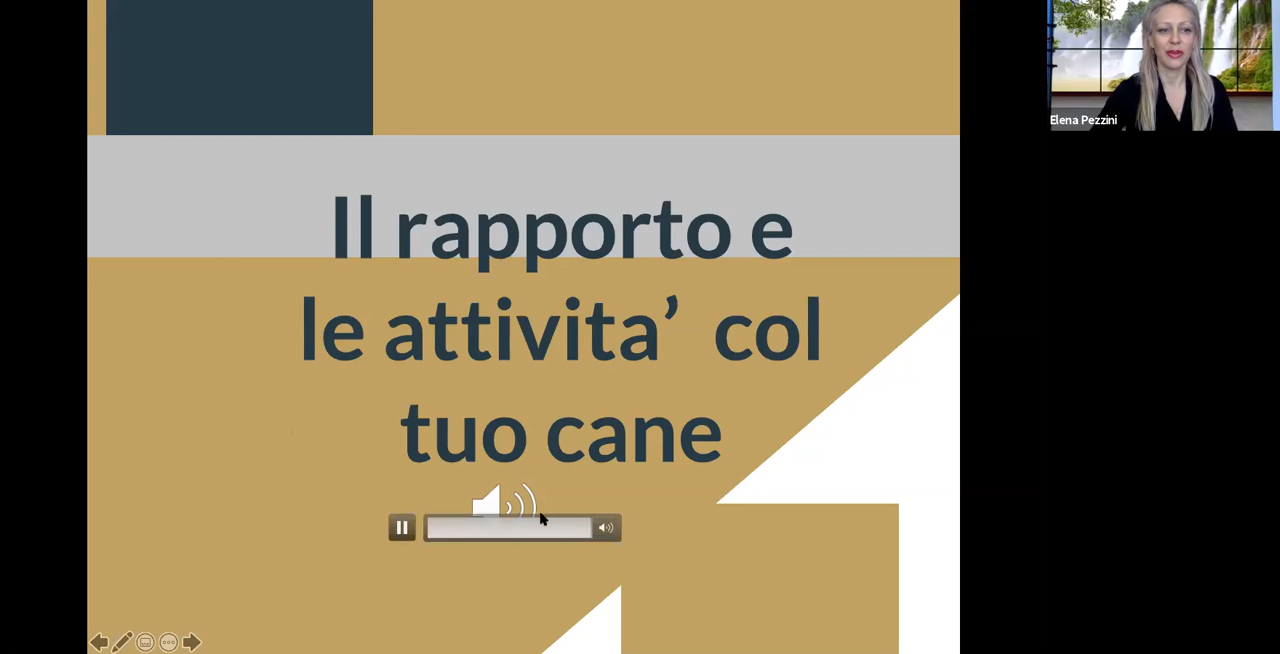 Elena Pezzini
Il rapporto e
le attivita’ col
tuo cane